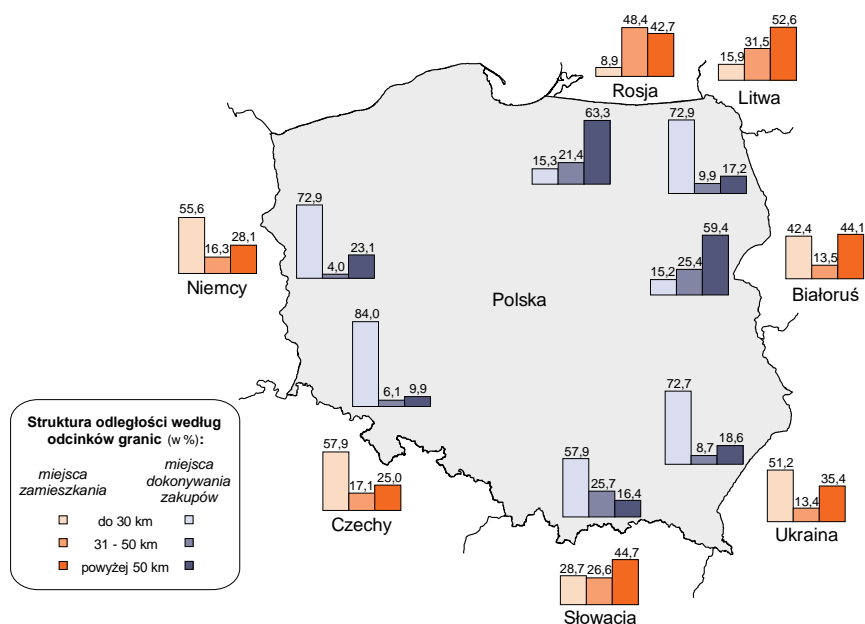 8,9 48,4 42,7
Rosja
15,9 31,5 52,6
Litwa
15,3 21,4 63,3
72,9 9,9 17,2
55,6 16,3 28,1
Niemcy
72,9 4,0 23,1
15,2 25,4 59,4
42,4 13,5 44,1
Białoruś
Polska
84,0 6,1 9,9
72,7 8,7 18,6
57,9 17,1 25,0
Czechy
57,9 25,7 16,4
51,2 13,4 35,4
Ukraina
28,7 26,6 44,7
Słowacja
Struktura odległości według
odcinków granic (w %):
miejsca
zamieszkania
miejsca
dokonywania
zakupów
do 30 km
31 - 50 km
powyżej 50 km